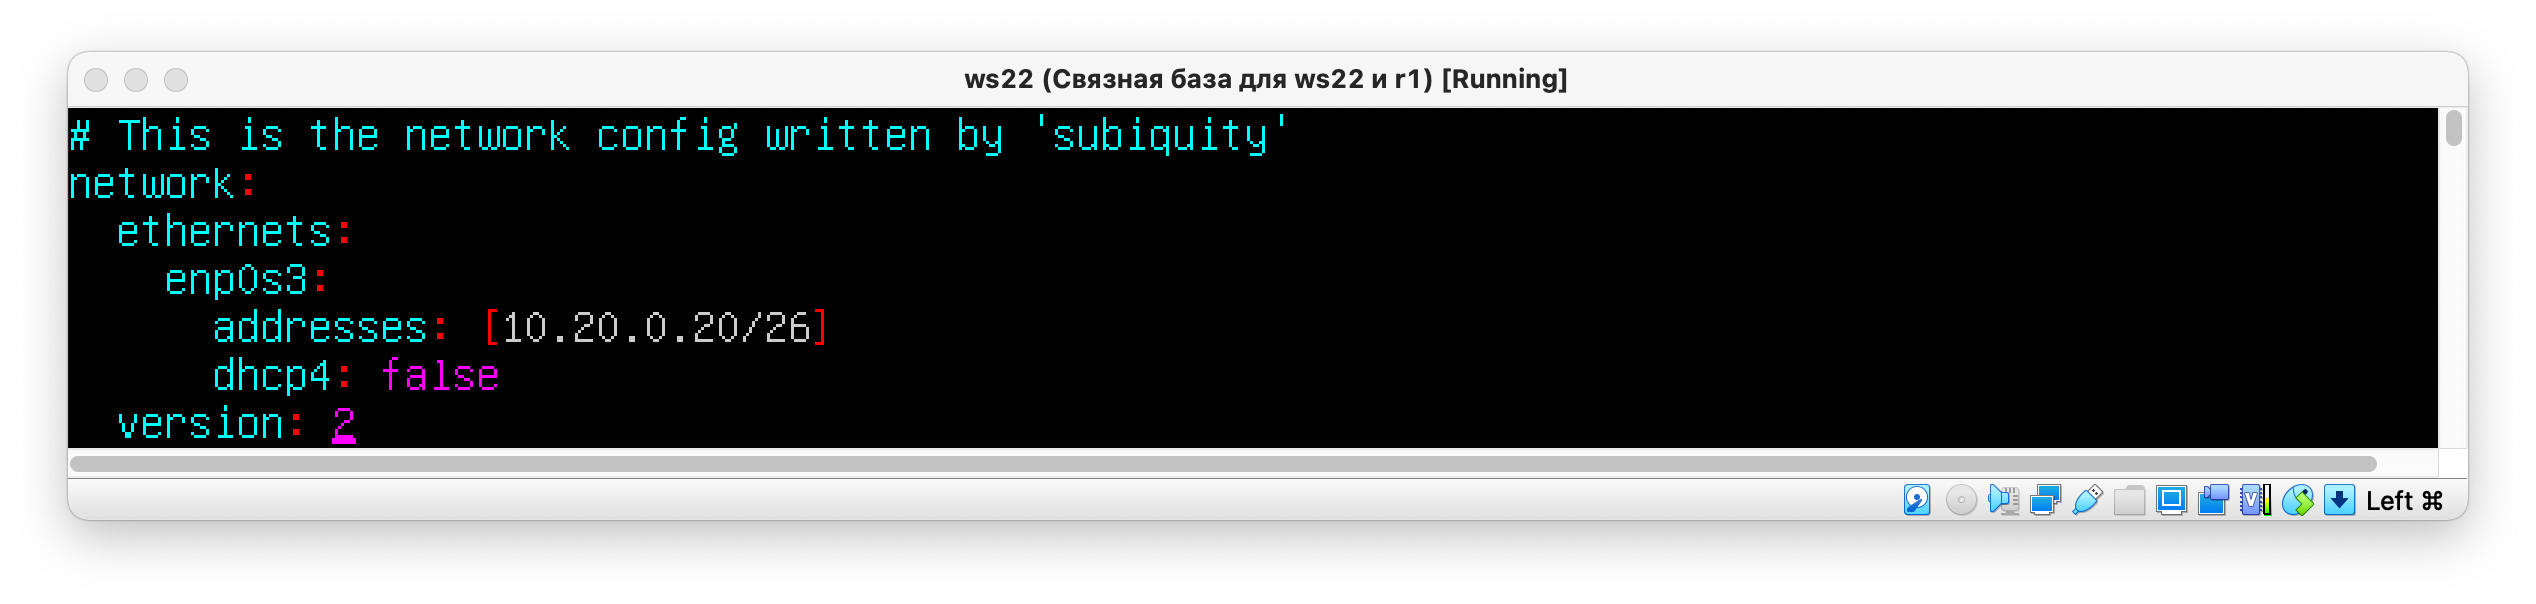 ws22 (Связная база для ws22 и r1) [Running]
# This is the network config written by 'subiquity'
network:
  ethernets:
    enp0s3:
      addresses: [10.20.0.20/26]
      dhcp4: false
  version: 2
Left ⌘